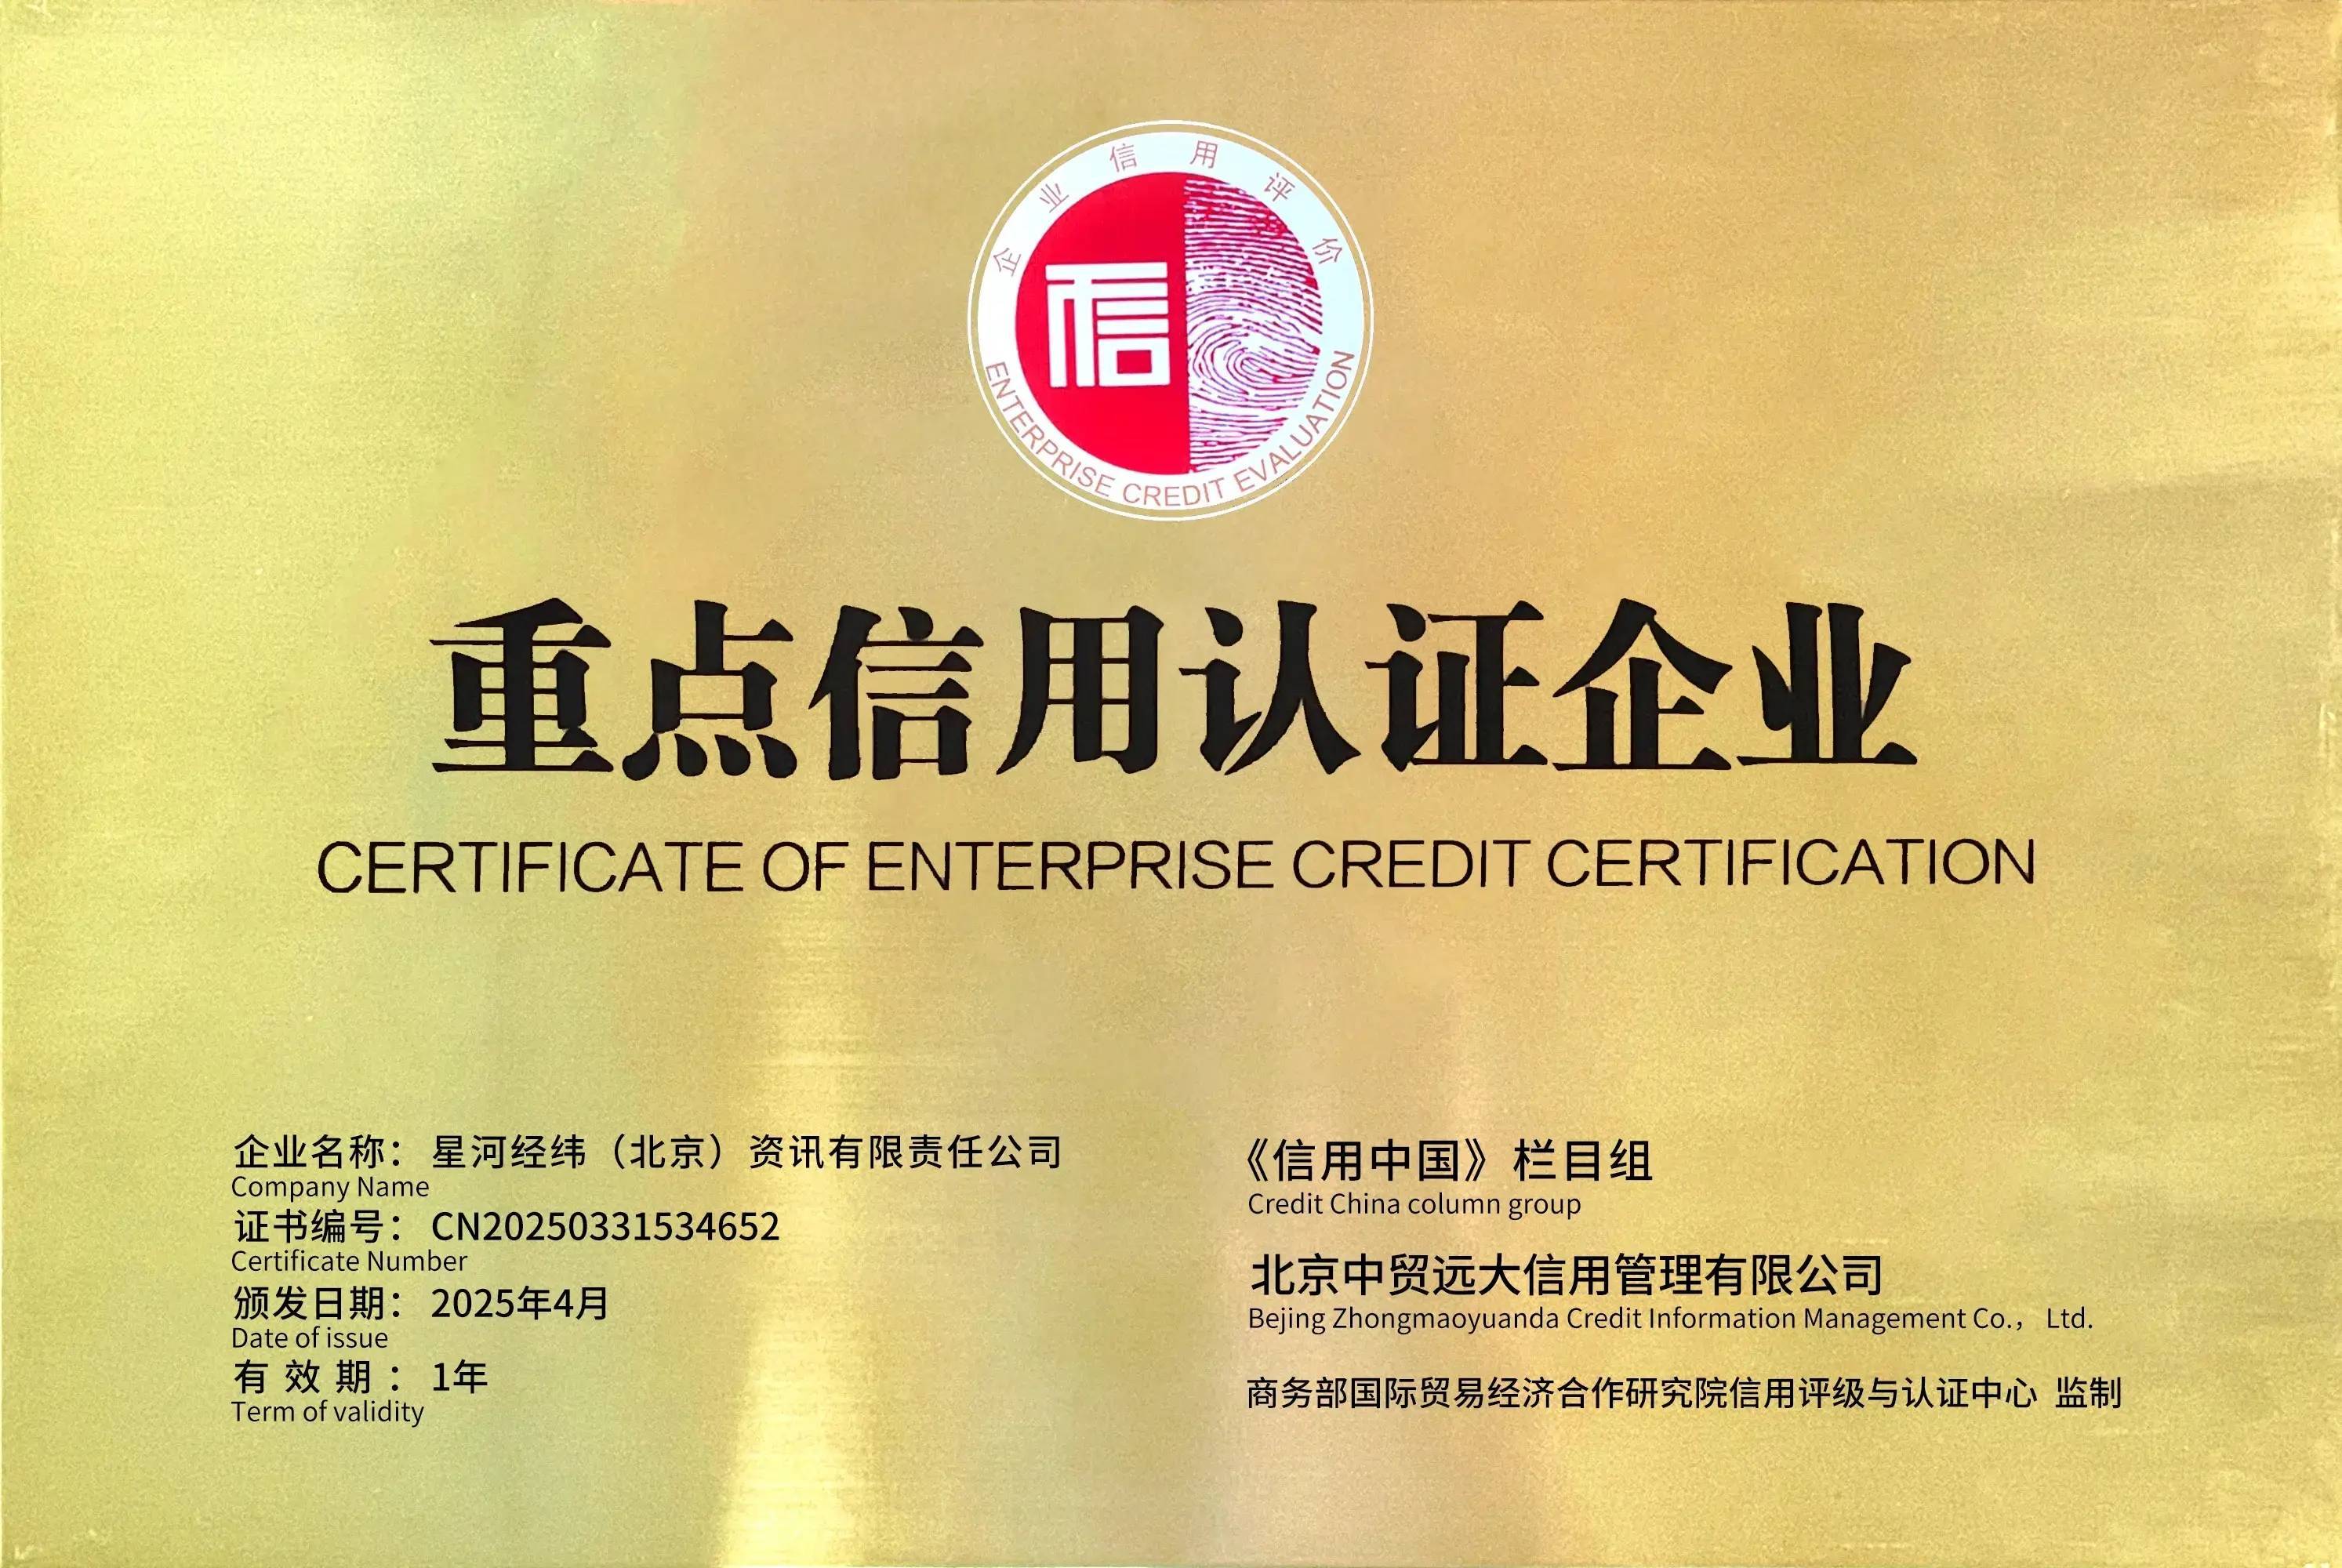 企业信用评价
信
ENTERPRISE CREDIT EVALUATION
重点信用认证企业
CERTIFICATE OF ENTERPRISE CREDIT CERTIFICATION
企业名称：星河经纬（北京）资讯有限责任公司
Company Name
证书编号：CN20250331534652
Certificate Number
颁发日期：2025年4月
Date of issue
有 效 期 ：1年
Term of validity
《信用中国》栏目组
Credit China column group
北京中贸远大信用管理有限公司
Bejing Zhongmaoyuanda Credit Information Management Co.，Ltd.
商务部国际贸易经济合作研究院信用评级与认证中心 监制